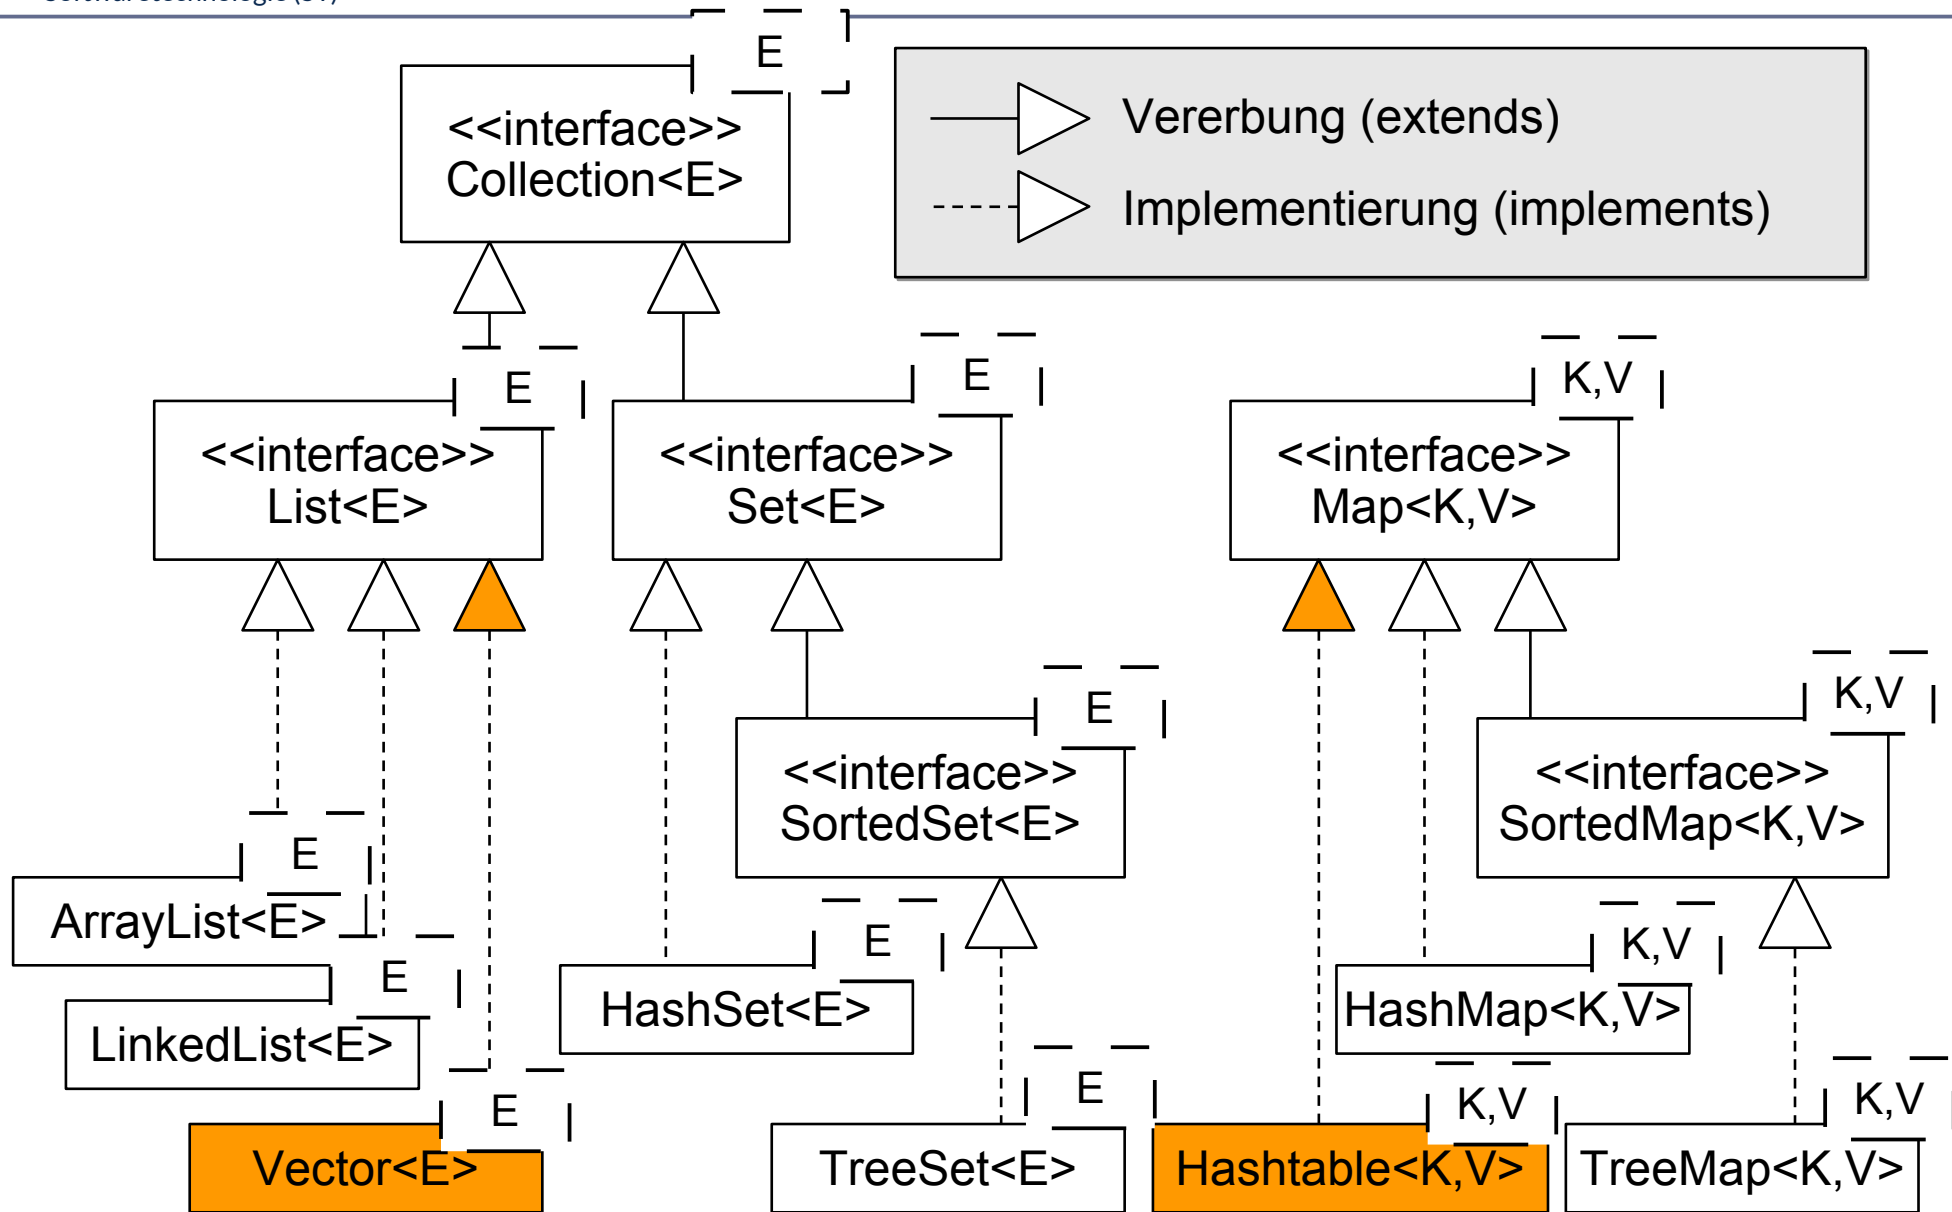 E
<<interface>>
Collection<E>
Vererbung (extends)
Implementierung (implements)
E
<<interface>>
List<E>
E
<<interface>>
Set<E>
K,V
<<interface>>
Map<K,V>
E
<<interface>>
SortedSet<E>
K,V
<<interface>>
SortedMap<K,V>
E
ArrayList<E>
E
LinkedList<E>
E
Vector<E>
E
HashSet<E>
E
TreeSet<E>
K,V
HashMap<K,V>
K,V
Hashtable<K,V>
K,V
TreeMap<K,V>